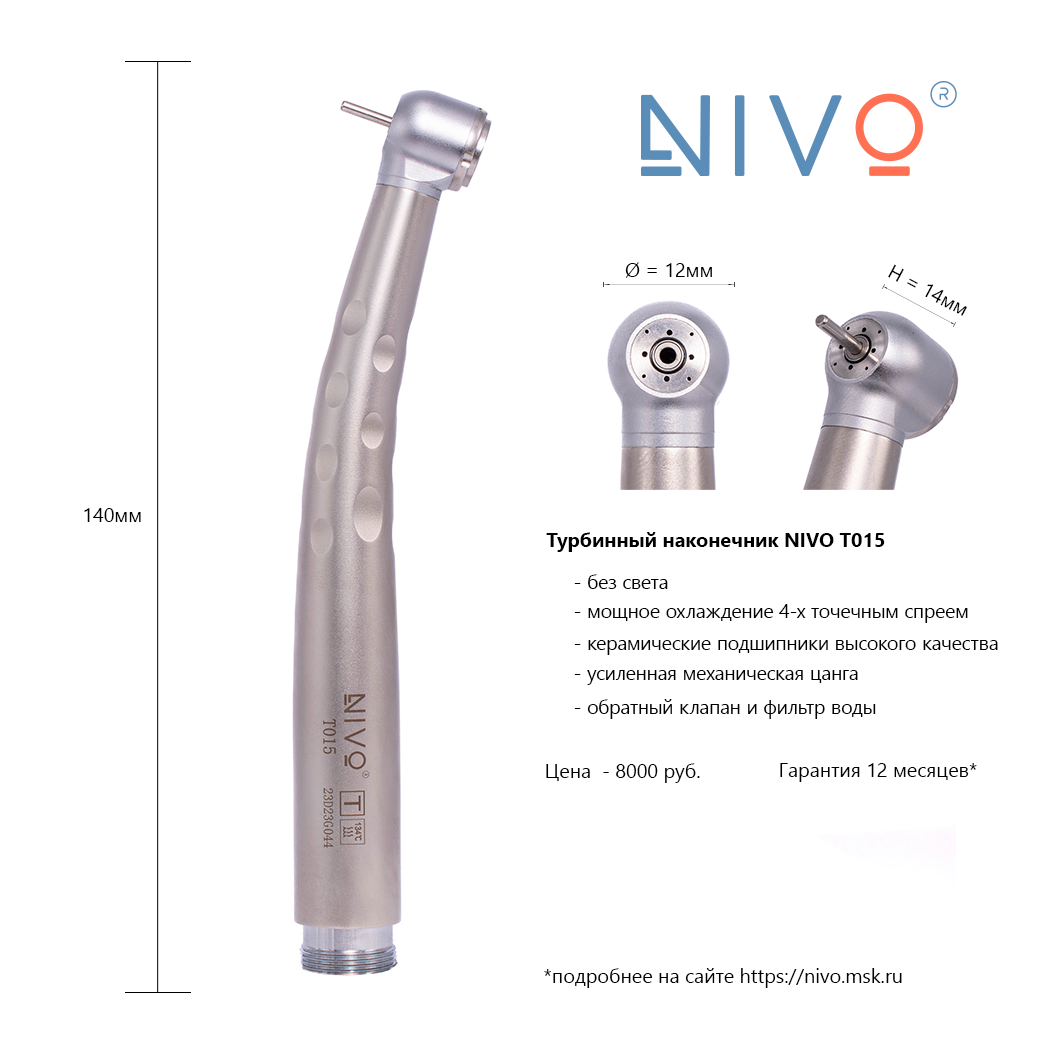 NIVO ®
Ø = 12мм
H = 14мм
140мм
Турбинный наконечник NIVO T015
- без света
- мощное охлаждение 4-х точечным спреем
- керамические подшипники высокого качества
- усиленная механическая цанга
- обратный клапан и фильтр воды
Цена - 8000 руб.
Гарантия 12 месяцев*
NIVO ®
T015
T
134°C
23D23G044
*подробнее на сайте https://nivo.msk.ru